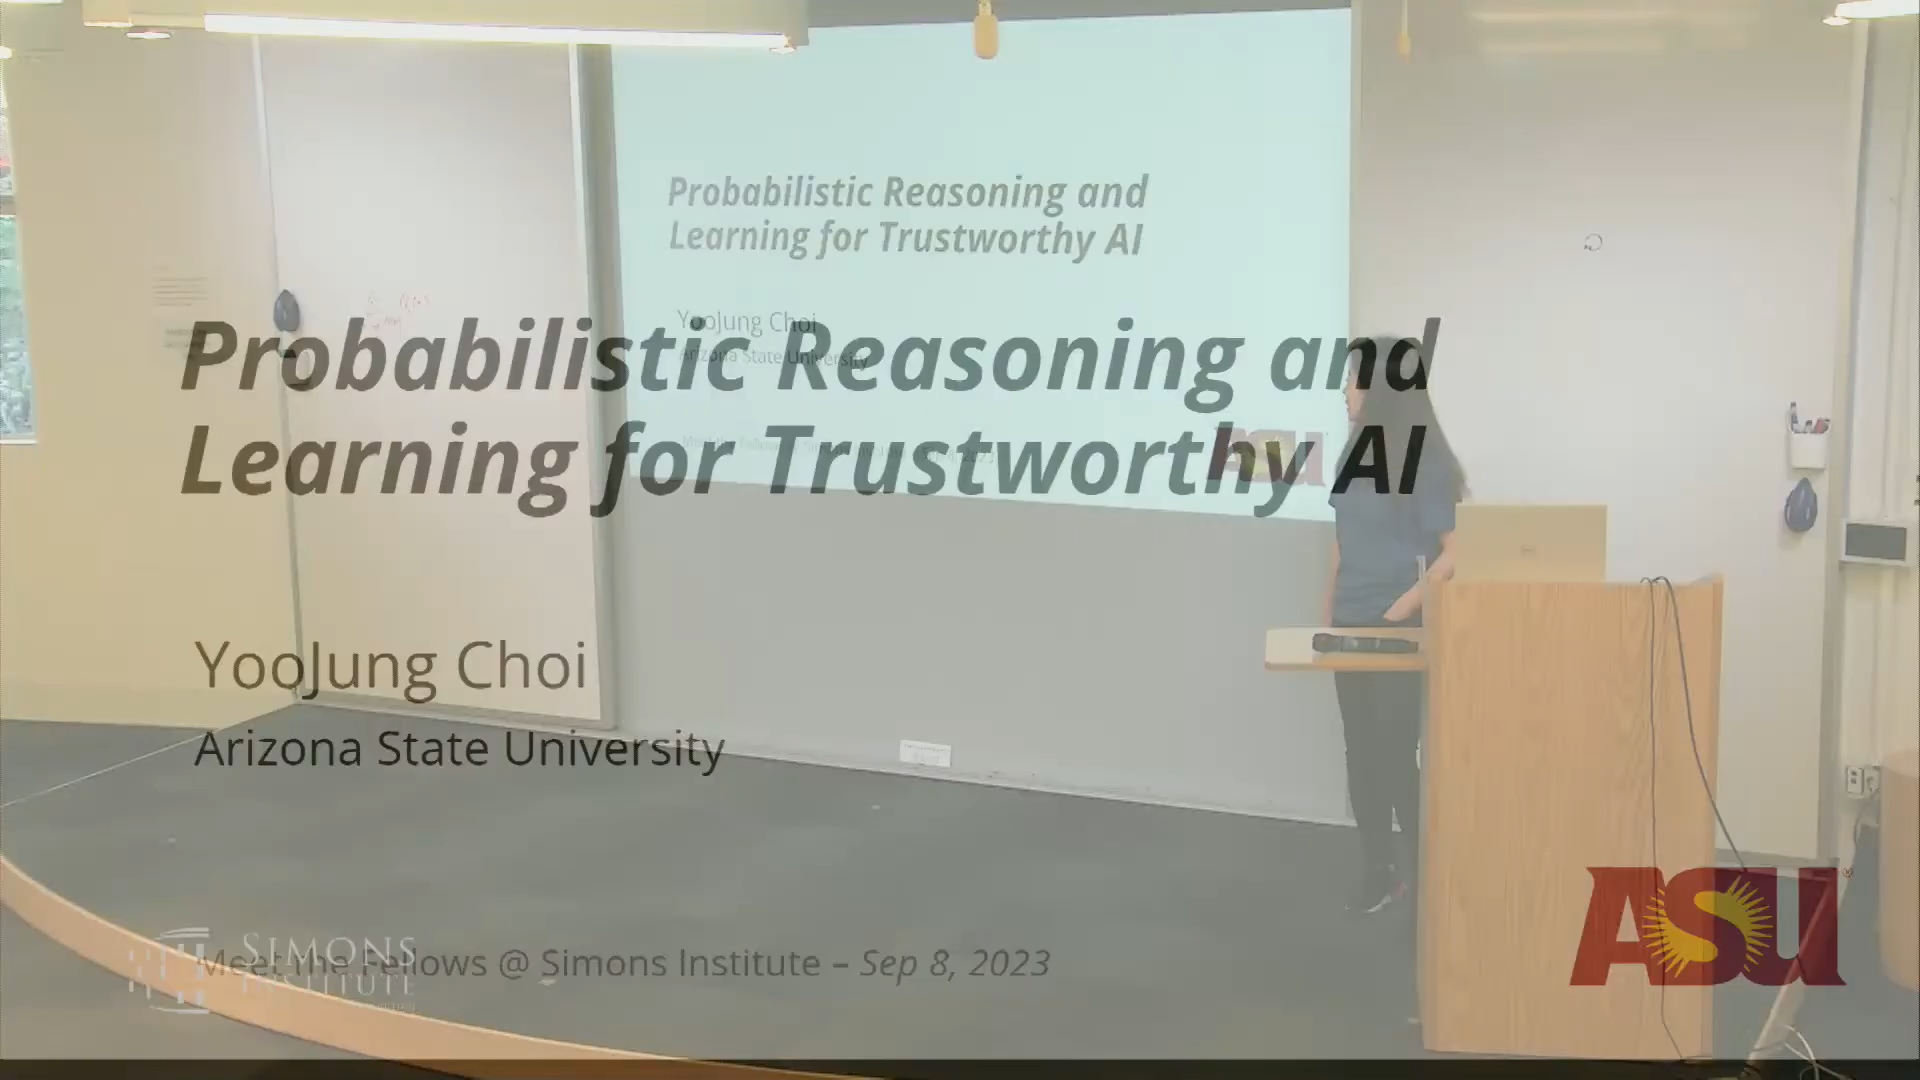 Probabilistic Reasoning and
Learning for Trustworthy AI
YooJung Choi
Arizona State University
Probabilistic Reasoning and
Learning for Trustworthy AI
YooJung Choi
Arizona State University
Meet the Fellows @ Simons Institute – Sep 8, 2023
SIMONS
INSTITUTE
ASU